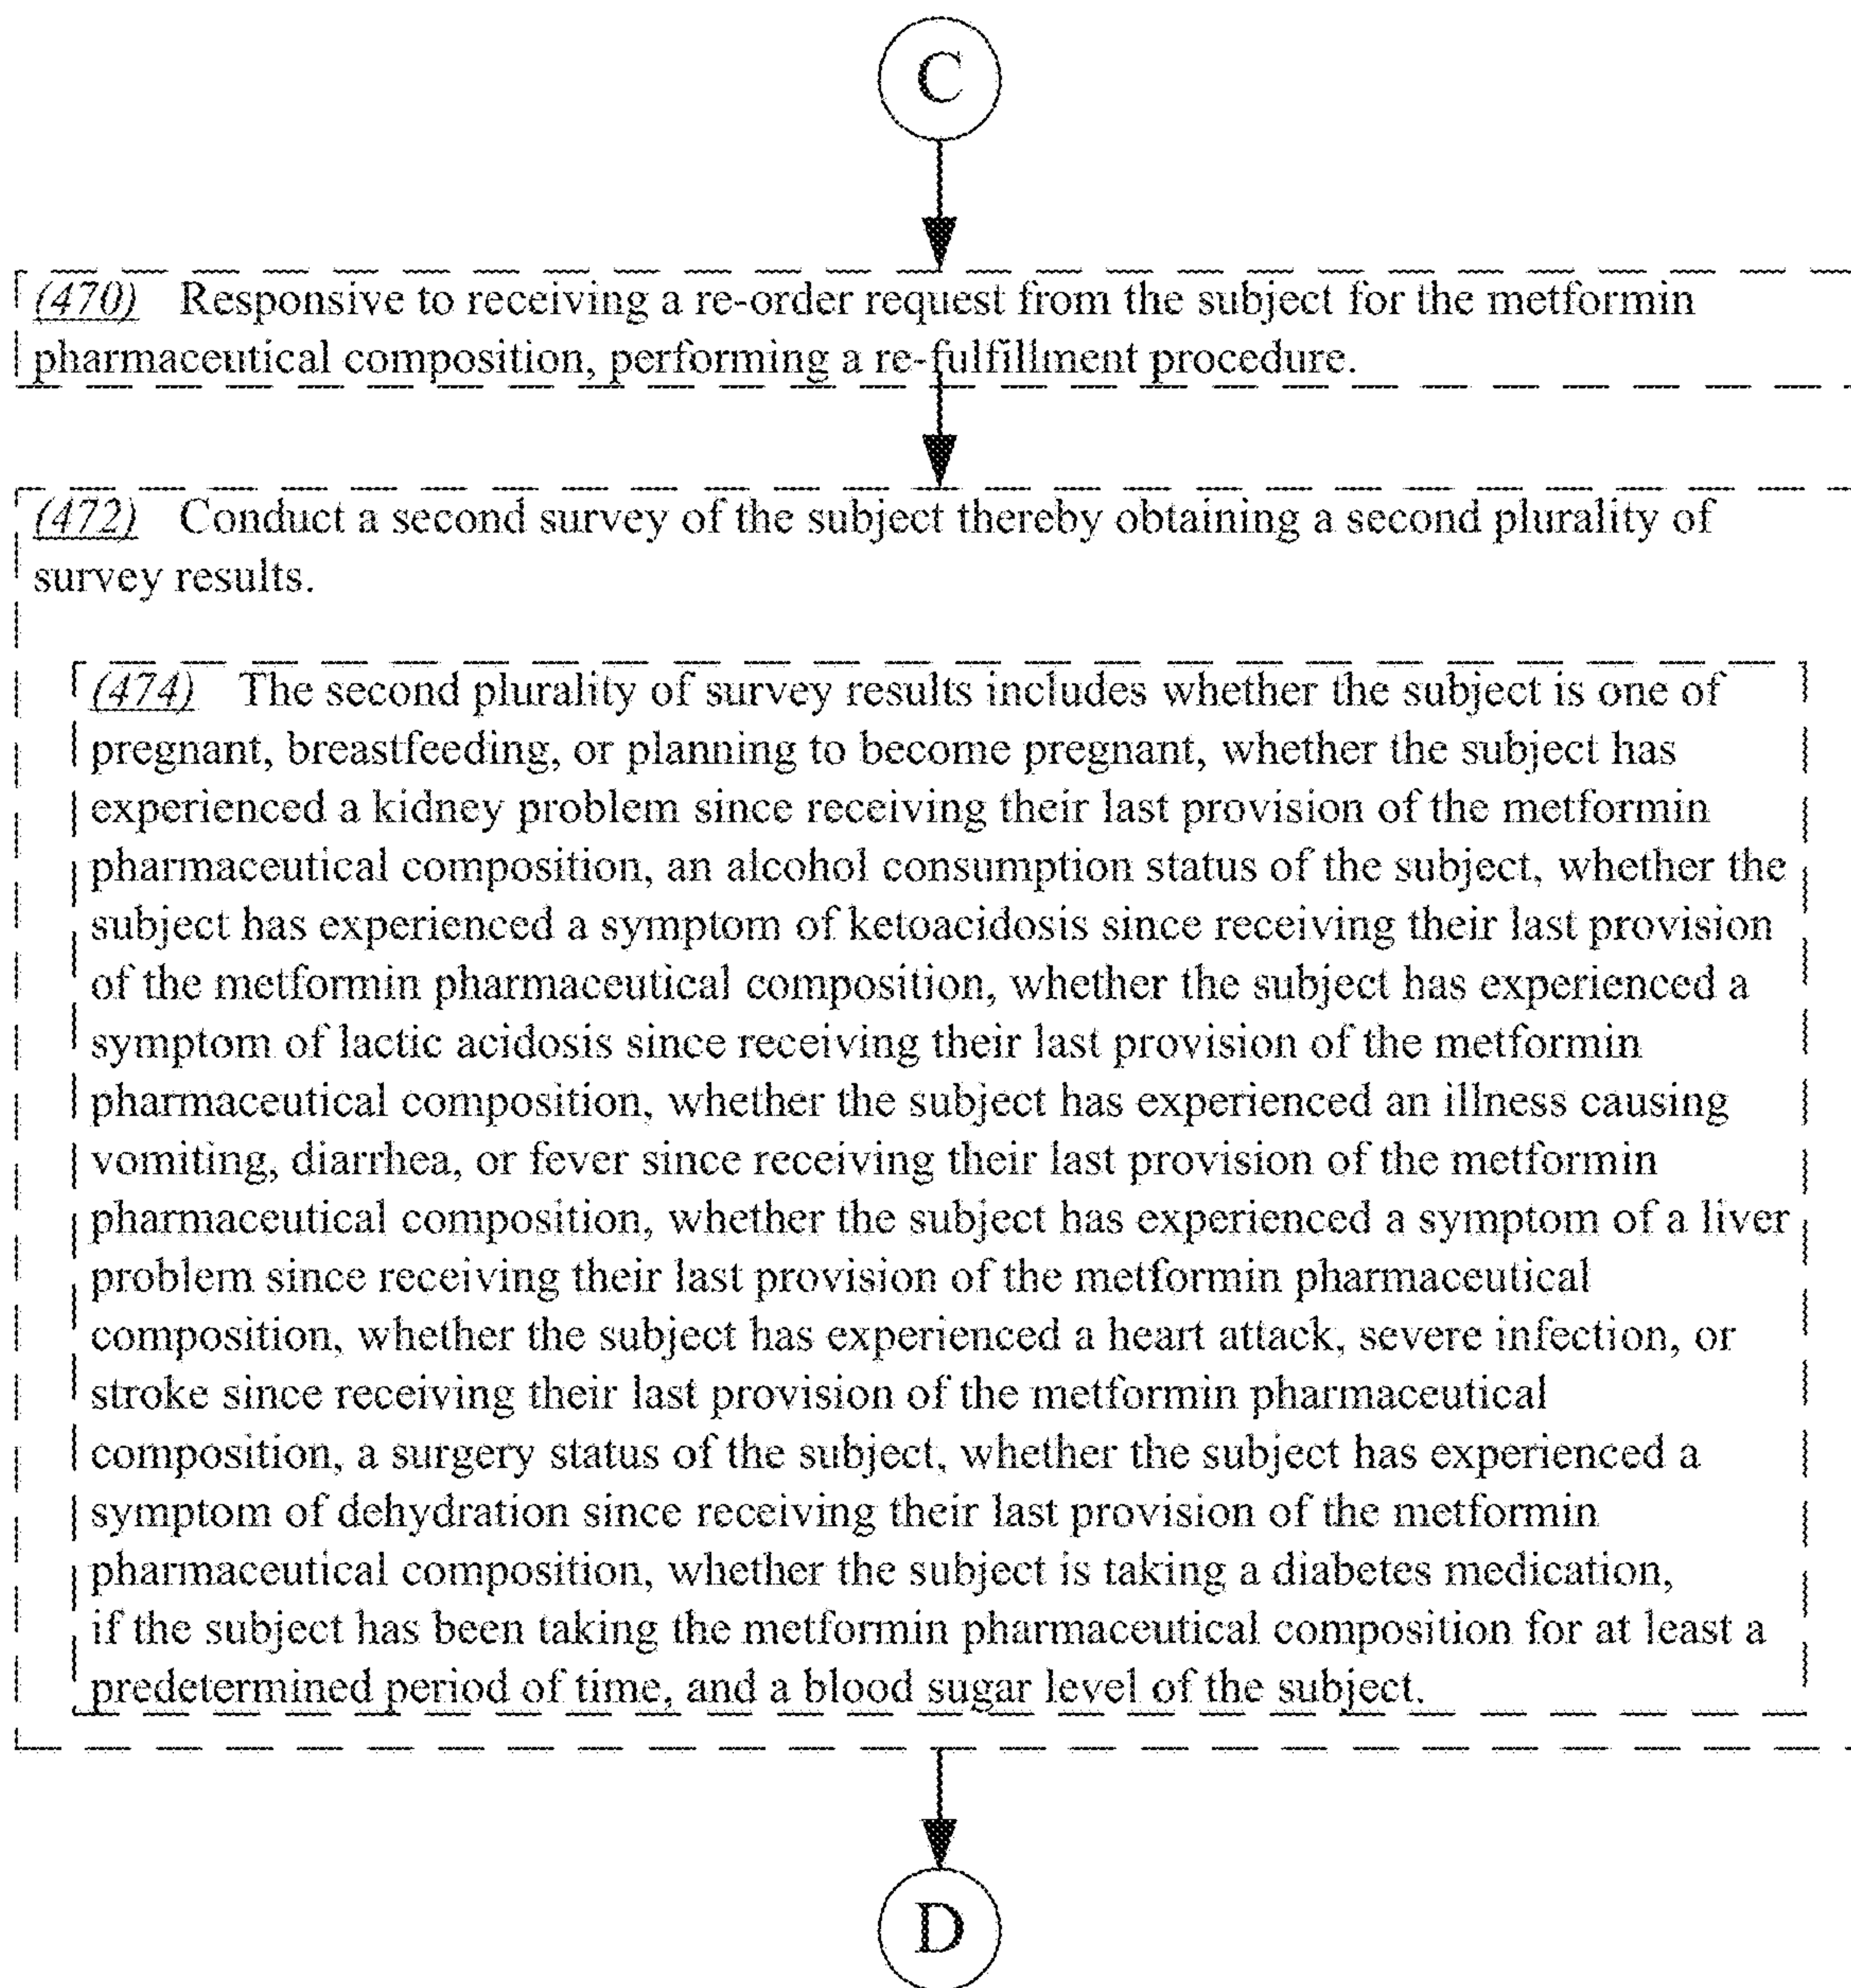 C
(470) Responsive to receiving a re-order request from the subject for the metformin
pharmaceutical composition, performing a re-fulfillment procedure.
(472) Conduct a second survey of the subject thereby obtaining a second plurality of
survey results.
(474) The second plurality of survey results includes whether the subject is one of
pregnant, breastfeeding, or planning to become pregnant, whether the subject has
experienced a kidney problem since receiving their last provision of the metformin
pharmaceutical composition, an alcohol consumption status of the subject, whether the
subject has experienced a symptom of ketoacidosis since receiving their last provision
of the metformin pharmaceutical composition, whether the subject has experienced a
symptom of lactic acidosis since receiving their last provision of the metformin
pharmaceutical composition, whether the subject has experienced an illness causing
vomiting, diarrhea, or fever since receiving their last provision of the metformin
pharmaceutical composition, whether the subject has experienced a symptom of a liver
problem since receiving their last provision of the metformin pharmaceutical
composition, whether the subject has experienced a heart attack, severe infection, or
stroke since receiving their last provision of the metformin pharmaceutical
composition, a surgery status of the subject, whether the subject has experienced a
symptom of dehydration since receiving their last provision of the metformin
pharmaceutical composition, whether the subject is taking a diabetes medication,
if the subject has been taking the metformin pharmaceutical composition for at least a
predetermined period of time, and a blood sugar level of the subject.
D